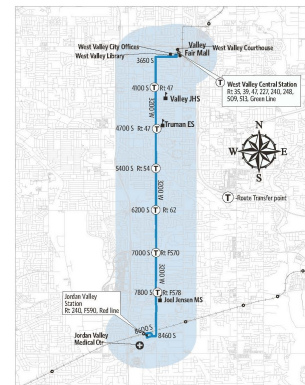 West Valley City Offices
West Valley Library
Valley
Fair Mall
West Valley Courthouse
3650 S
T
West Valley Central Station
Rt 35, 39, 47, 227, 240, 248,
509, 513, Green Line
4000 S T Rt 47
3200 W
Valley JHS
Truman ES
4700 S Rt 47 T
5400 S Rt 54 T
3200 W
6200 S T Rt 62
7000 S T Rt F570
3200 W
7800 S T Rt F578
Joel Jensen MS
N
W E
S
T -Route Transfer point
Jordan Valley
Station
Rt 240, F590, Red line
8600 S
8460 S
Jordan Valley
Medical Ctr